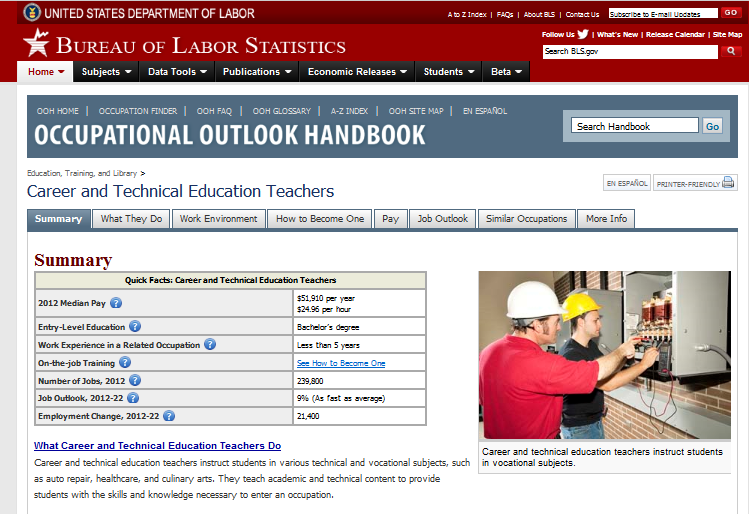 UNITED STATES DEPARTMENT OF LABOR
A to Z Index | FAQs | About BLS | Contact Us
Subscribe to E-mail Updates
GO
BUREAU OF LABOR STATISTICS
Follow Us | What's New | Release Calendar | Site Map
Search BLS.gov
Home
Subjects
Data Tools
Publications
Economic Releases
Students
Beta
OOH HOME | OCCUPATION FINDER | OOH FAQ | OOH GLOSSARY | A-Z INDEX | OOH SITE MAP | EN ESPAÑOL
OCCUPATIONAL OUTLOOK HANDBOOK
Search Handbook
Go
Education, Training, and Library >
Career and Technical Education Teachers
EN ESPAÑOL
PRINTER-FRIENDLY
Summary
What They Do
Work Environment
How to Become One
Pay
Job Outlook
Similar Occupations
More Info
Summary
Quick Facts: Career and Technical Education Teachers
2012 Median Pay ?
$51,910 per year
$24.96 per hour
Entry-Level Education ?
Bachelor's degree
Work Experience in a Related Occupation ?
Less than 5 years
On-the-job Training ?
See How to Become One
Number of Jobs, 2012 ?
239,800
Job Outlook, 2012-22 ?
9% (As fast as average)
Employment Change, 2012-22 ?
21,400
Career and technical education teachers instruct students
in vocational subjects.
What Career and Technical Education Teachers Do
Career and technical education teachers instruct students in various technical and vocational subjects, such
as auto repair, healthcare, and culinary arts. They teach academic and technical content to provide
students with the skills and knowledge necessary to enter an occupation.